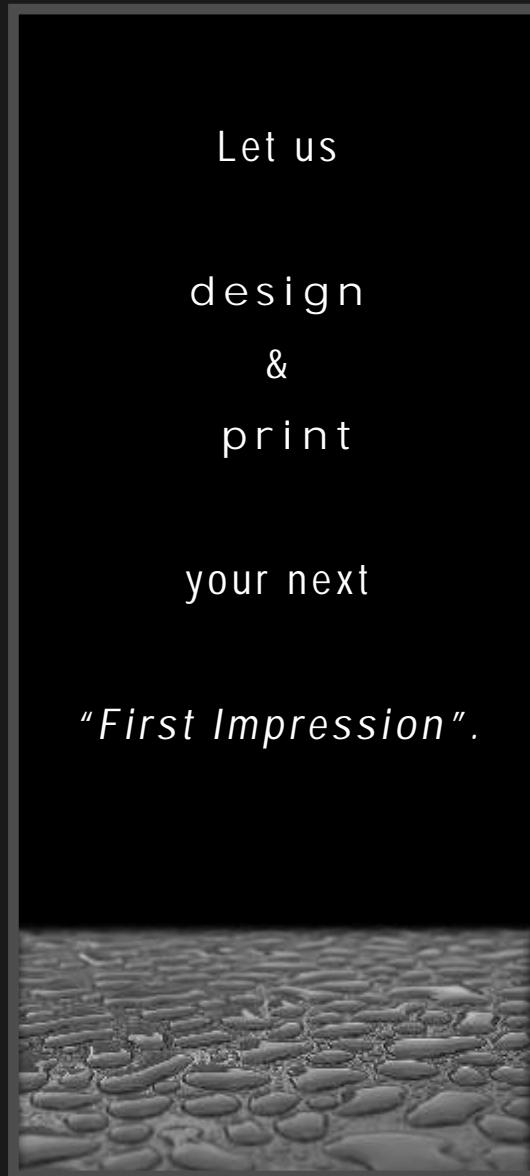 Let us
design
&
print
your next
“First Impression”.